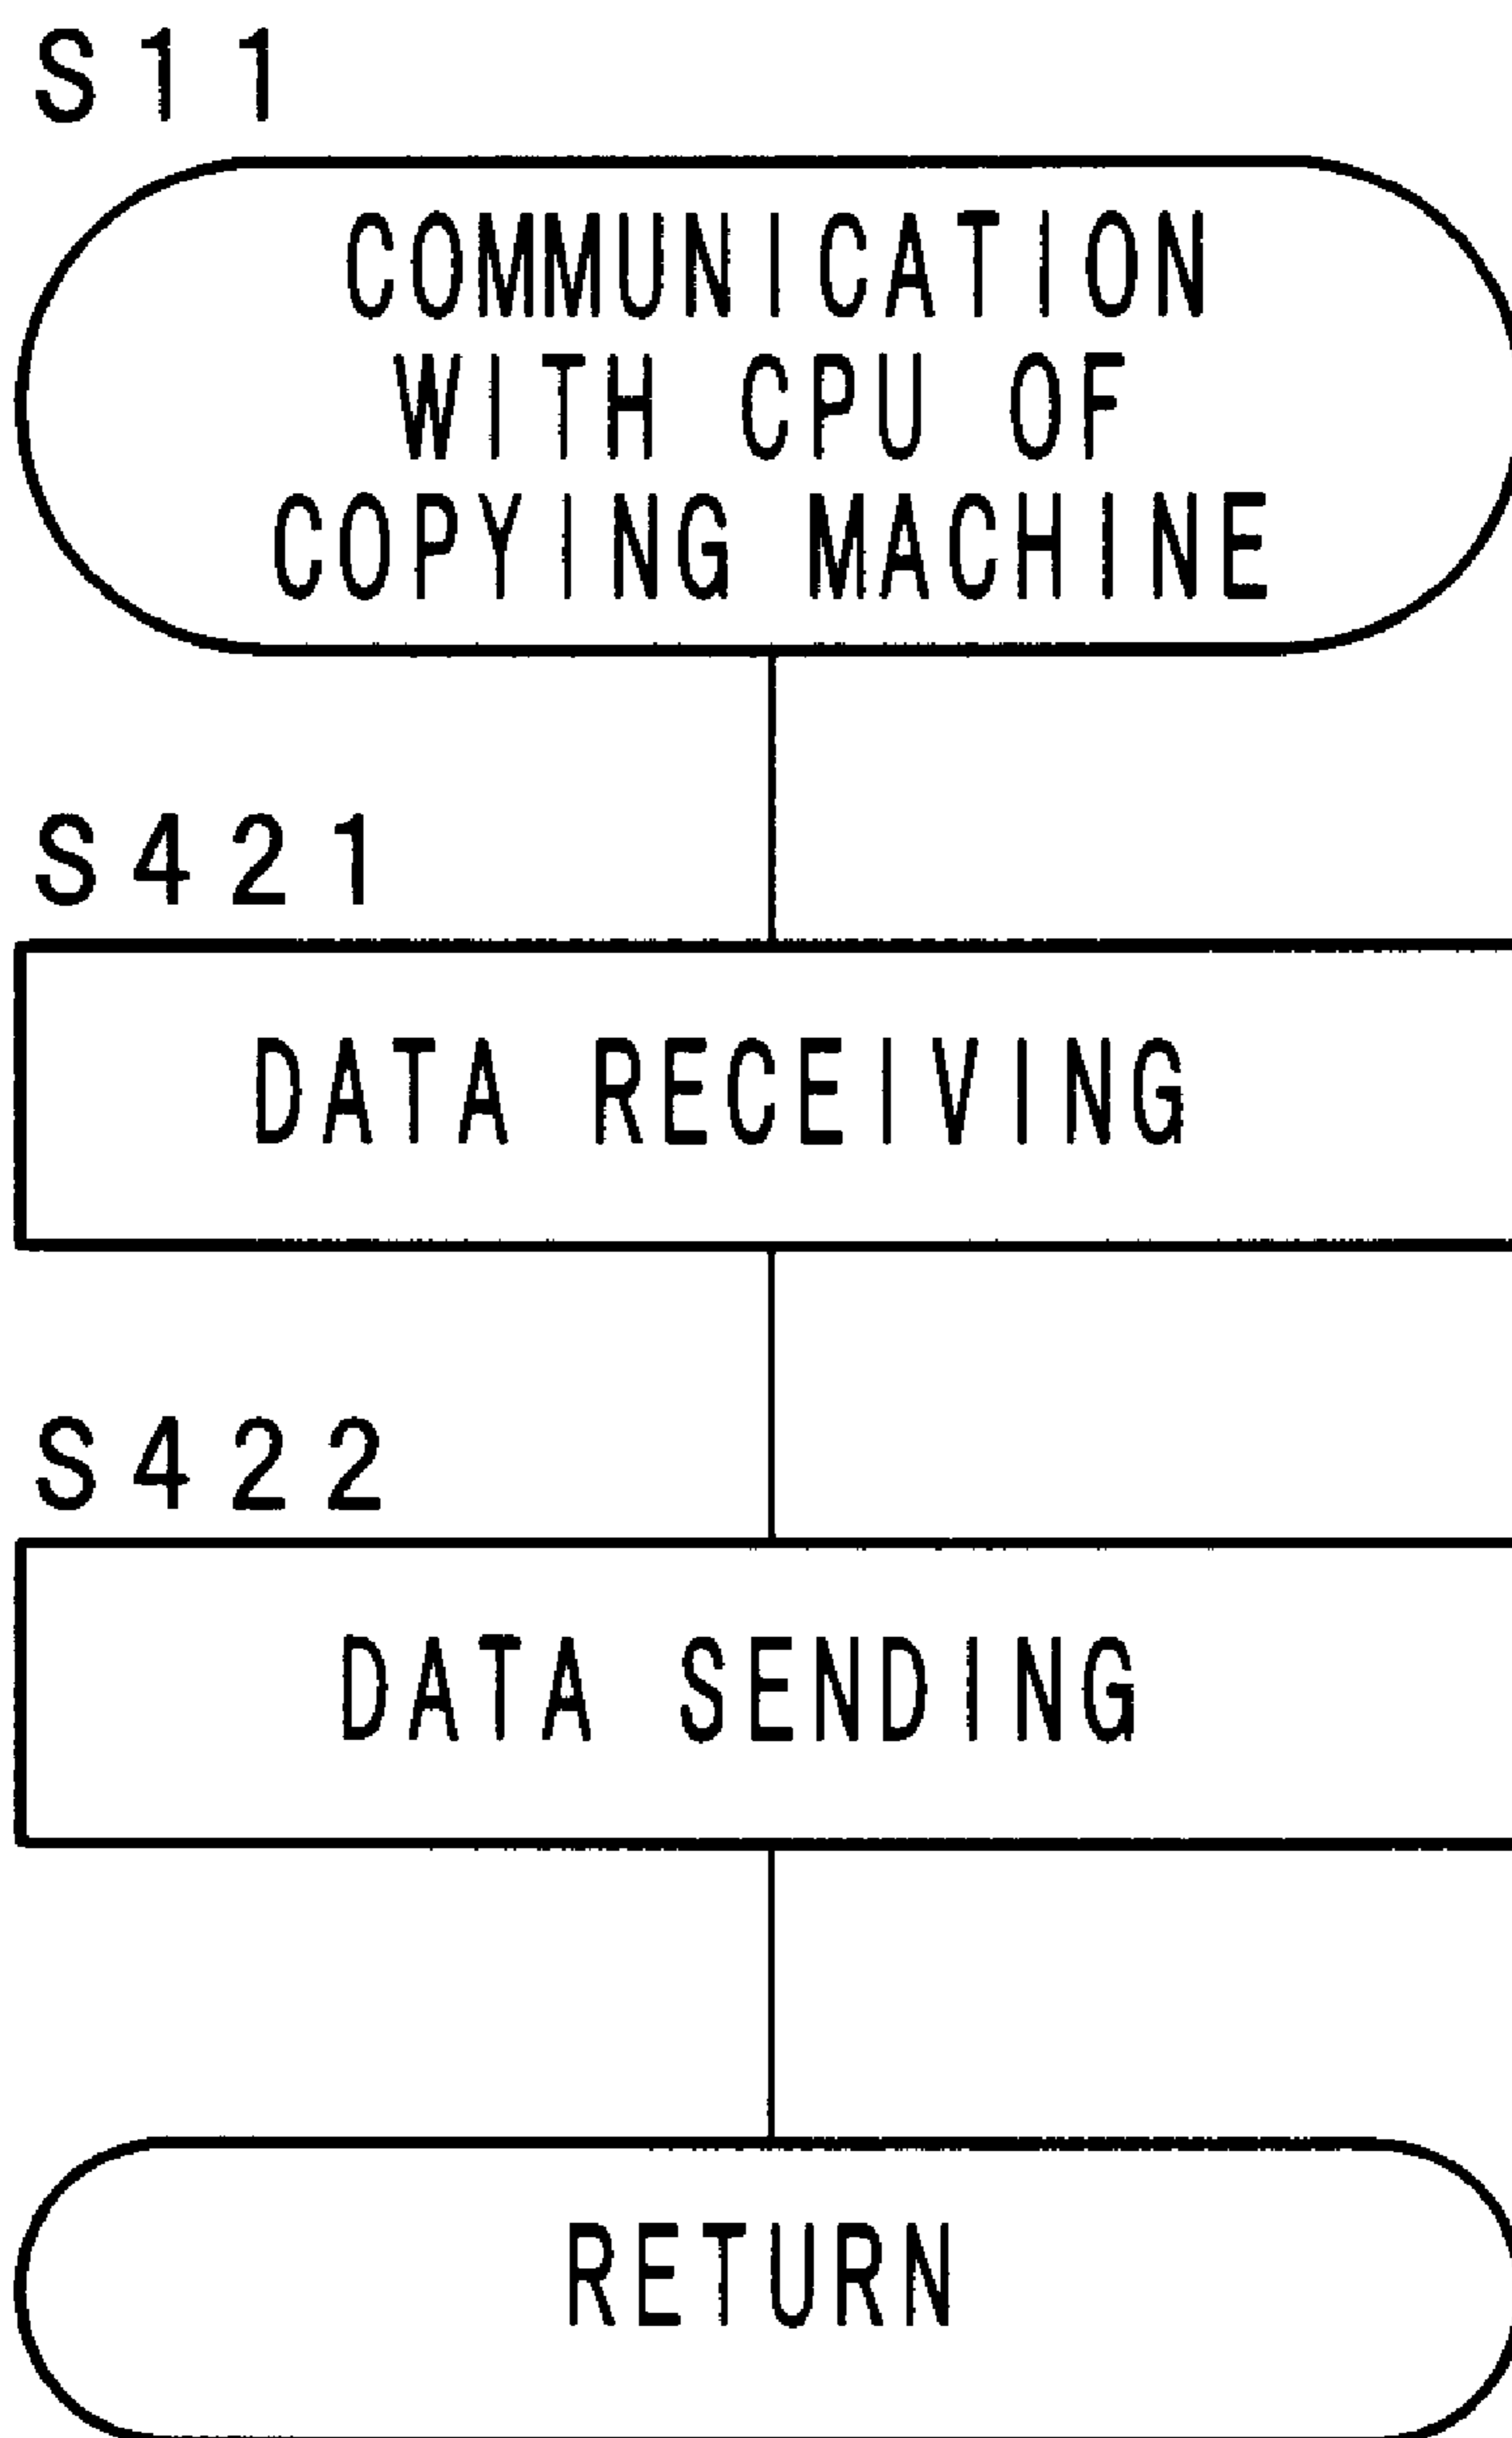 S11
COMMUNICATION
WITH CPU OF
COPYING MACHINE
S421
DATA RECEIVING
S422
DATA SENDING
RETURN